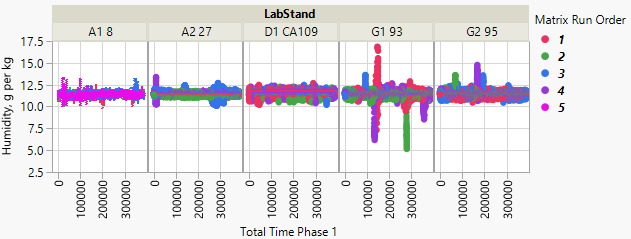 LabStand
Matrix Run Order
A1 8 A2 27 D1 CA109 G1 93 G2 95
1
2
3
4
5
Humidity, g per kg
17.5
15.0
12.5
10.0
7.5
5.0
2.5
0 100000 200000 300000 0 100000 200000 300000 0 100000 200000 300000 0 100000 200000 300000 0 100000 200000 300000
Total Time Phase 1